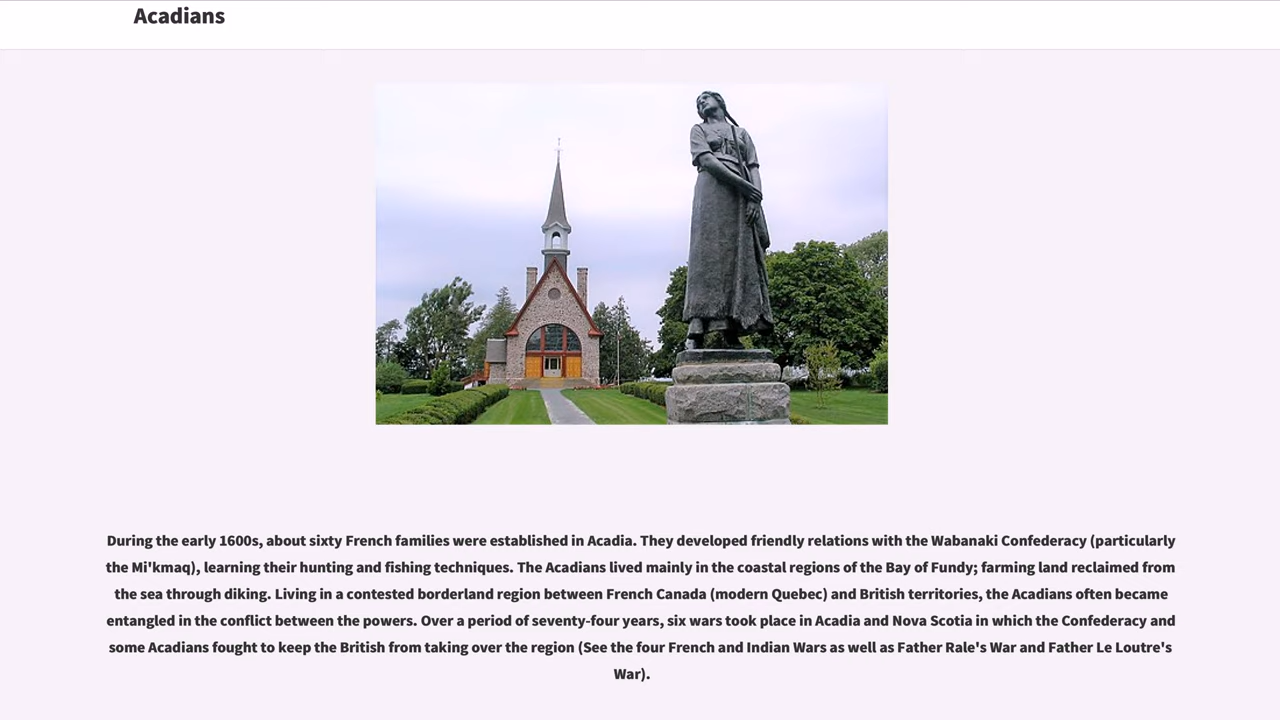 Acadians
During the early 1600s, about sixty French families were established in Acadia. They developed friendly relations with the Wabanaki Confederacy (particularly
the Mi'kmaq), learning their hunting and fishing techniques. The Acadians lived mainly in the coastal regions of the Bay of Fundy; farming land reclaimed from
the sea through diking. Living in a contested borderland region between French Canada (modern Quebec) and British territories, the Acadians often became
entangled in the conflict between the powers. Over a period of seventy-four years, six wars took place in Acadia and Nova Scotia in which the Confederacy and
some Acadians fought to keep the British from taking over the region (See the four French and Indian Wars as well as Father Rale's War and Father Le Loutre's
War).